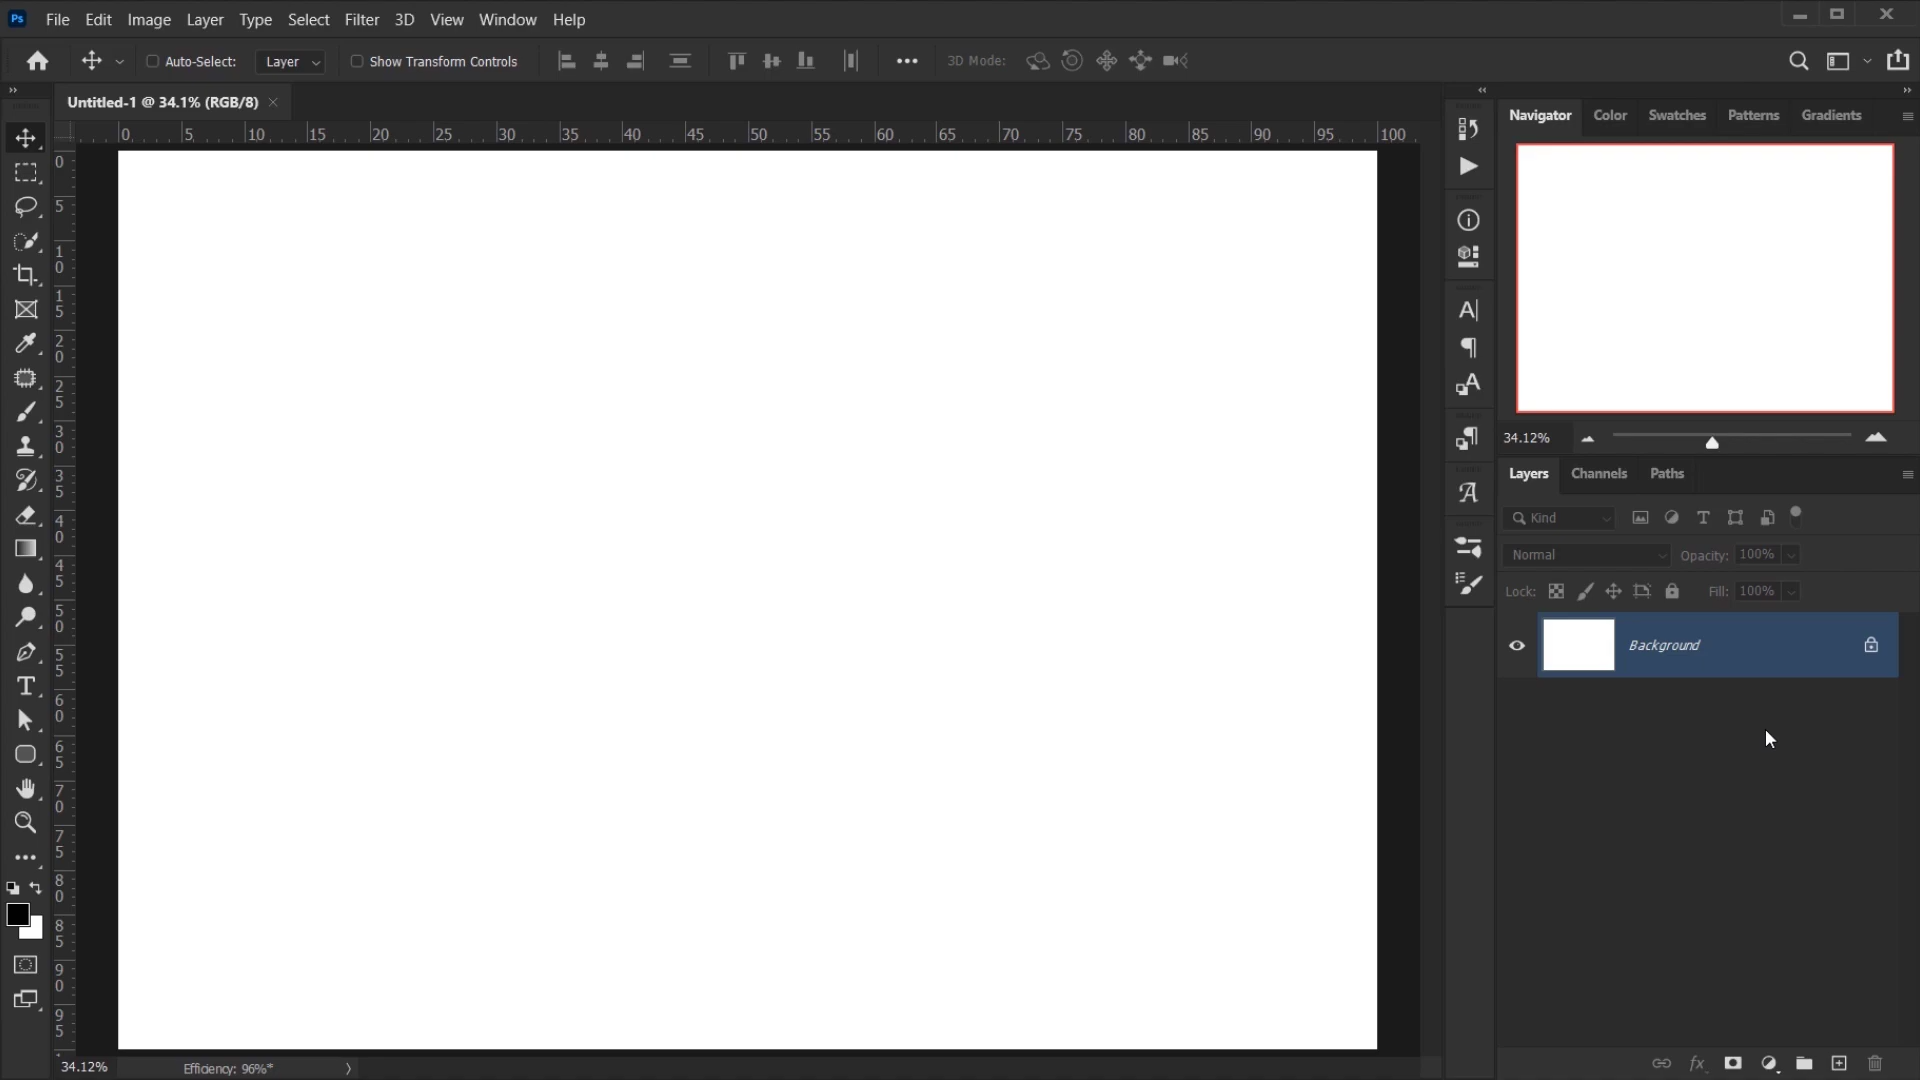 Ps File Edit Image Layer Type Select Filter 3D View Window Help
Auto-Select: Layer Show Transform Controls 3D Mode:
Untitled-1 @ 34.1% (RGB/8)
0 5 10 15 20 25 30 35 40 45 50 55 60 65 70 75 80 85 90 95 100
0
5
10
15
20
25
30
35
40
45
50
55
60
65
70
75
80
85
90
95
34.12% Efficiency: 96%*
Navigator Color Swatches Patterns Gradients
34.12%
Layers Channels Paths
Kind
Normal Opacity: 100%
Lock: Fill: 100%
Background
fx